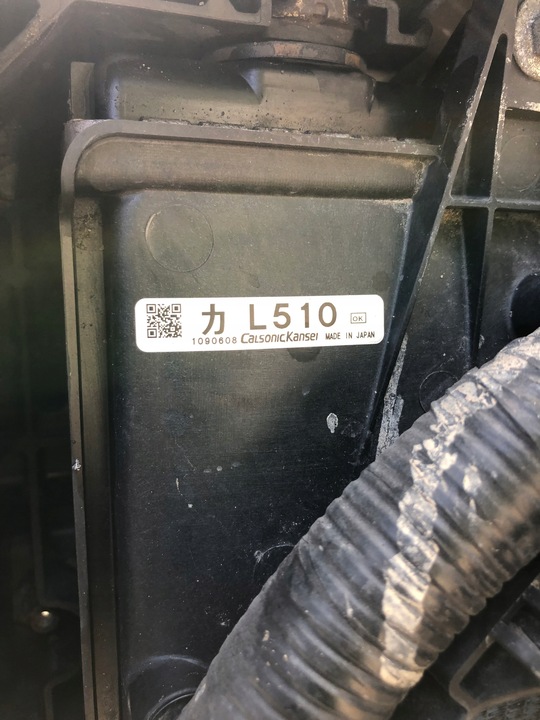 カ L510 OK
1090608 CalsonicKansei MADE IN JAPAN